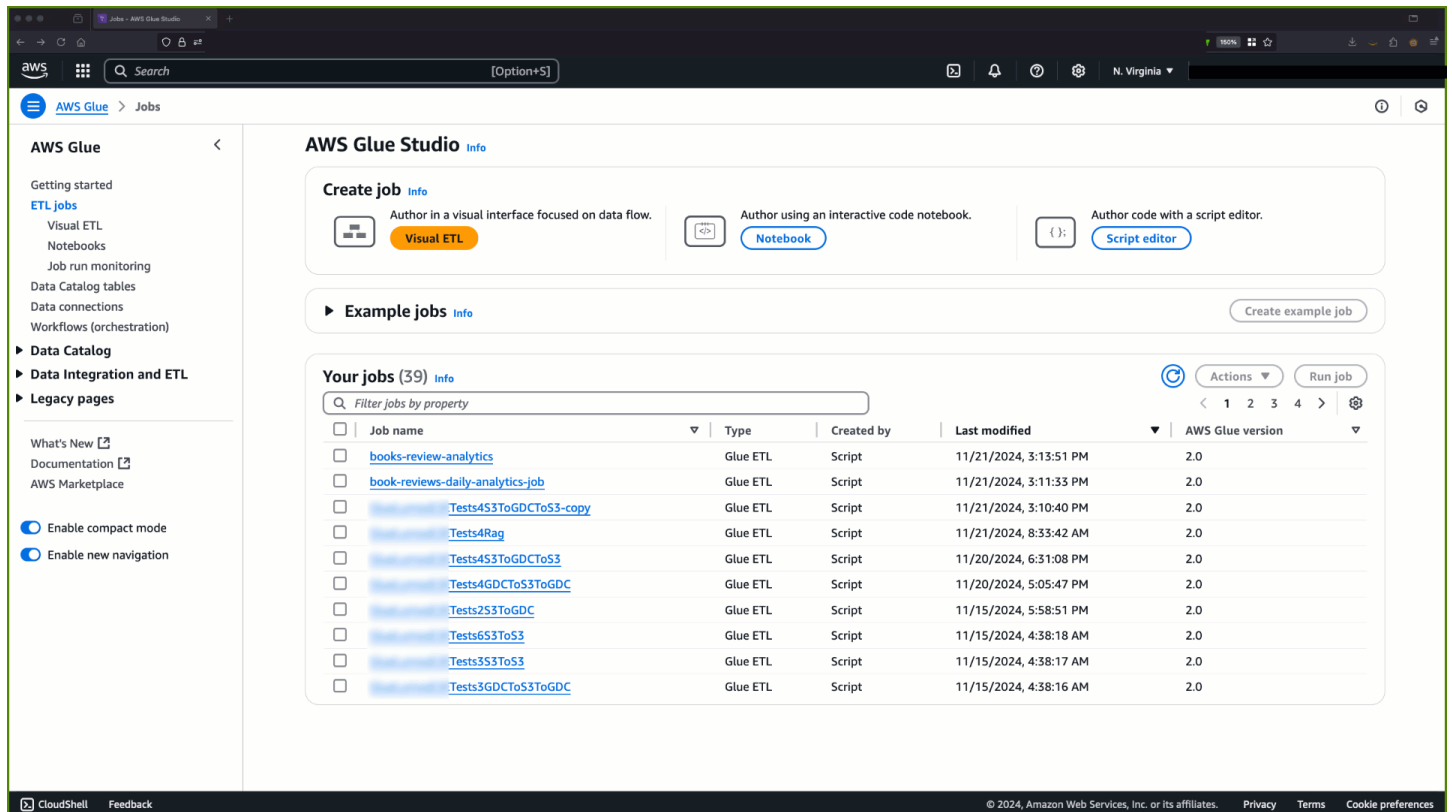 Jobs - AWS Glue Studio
150%
aws
Search [Option+S]
N. Virginia
AWS Glue > Jobs
AWS Glue
Getting started
ETL jobs
Visual ETL
Notebooks
Job run monitoring
Data Catalog tables
Data connections
Workflows (orchestration)
Data Catalog
Data Integration and ETL
Legacy pages
What's New
Documentation
AWS Marketplace
Enable compact mode
Enable new navigation
AWS Glue Studio Info
Create job Info
Author in a visual interface focused on data flow.
Visual ETL
Author using an interactive code notebook.
Notebook
Author code with a script editor.
Script editor
Example jobs Info
Create example job
Your jobs (39) Info
Actions
Run job
Filter jobs by property
1 2 3 4
Job name Type Created by Last modified AWS Glue version
books-review-analytics Glue ETL Script 11/21/2024, 3:13:51 PM 2.0
book-reviews-daily-analytics-job Glue ETL Script 11/21/2024, 3:11:33 PM 2.0
Tests4S3ToGDCToS3-copy Glue ETL Script 11/21/2024, 3:10:40 PM 2.0
Tests4Rag Glue ETL Script 11/21/2024, 8:33:42 AM 2.0
Tests4S3ToGDCToS3 Glue ETL Script 11/20/2024, 6:31:08 PM 2.0
Tests4GDCToS3ToGDC Glue ETL Script 11/20/2024, 5:05:47 PM 2.0
Tests2S3ToGDC Glue ETL Script 11/15/2024, 5:58:51 PM 2.0
Tests6S3ToS3 Glue ETL Script 11/15/2024, 4:38:18 AM 2.0
Tests3S3ToS3 Glue ETL Script 11/15/2024, 4:38:17 AM 2.0
Tests3GDCToS3ToGDC Glue ETL Script 11/15/2024, 4:38:16 AM 2.0
CloudShell Feedback © 2024, Amazon Web Services, Inc. or its affiliates. Privacy Terms Cookie preferences